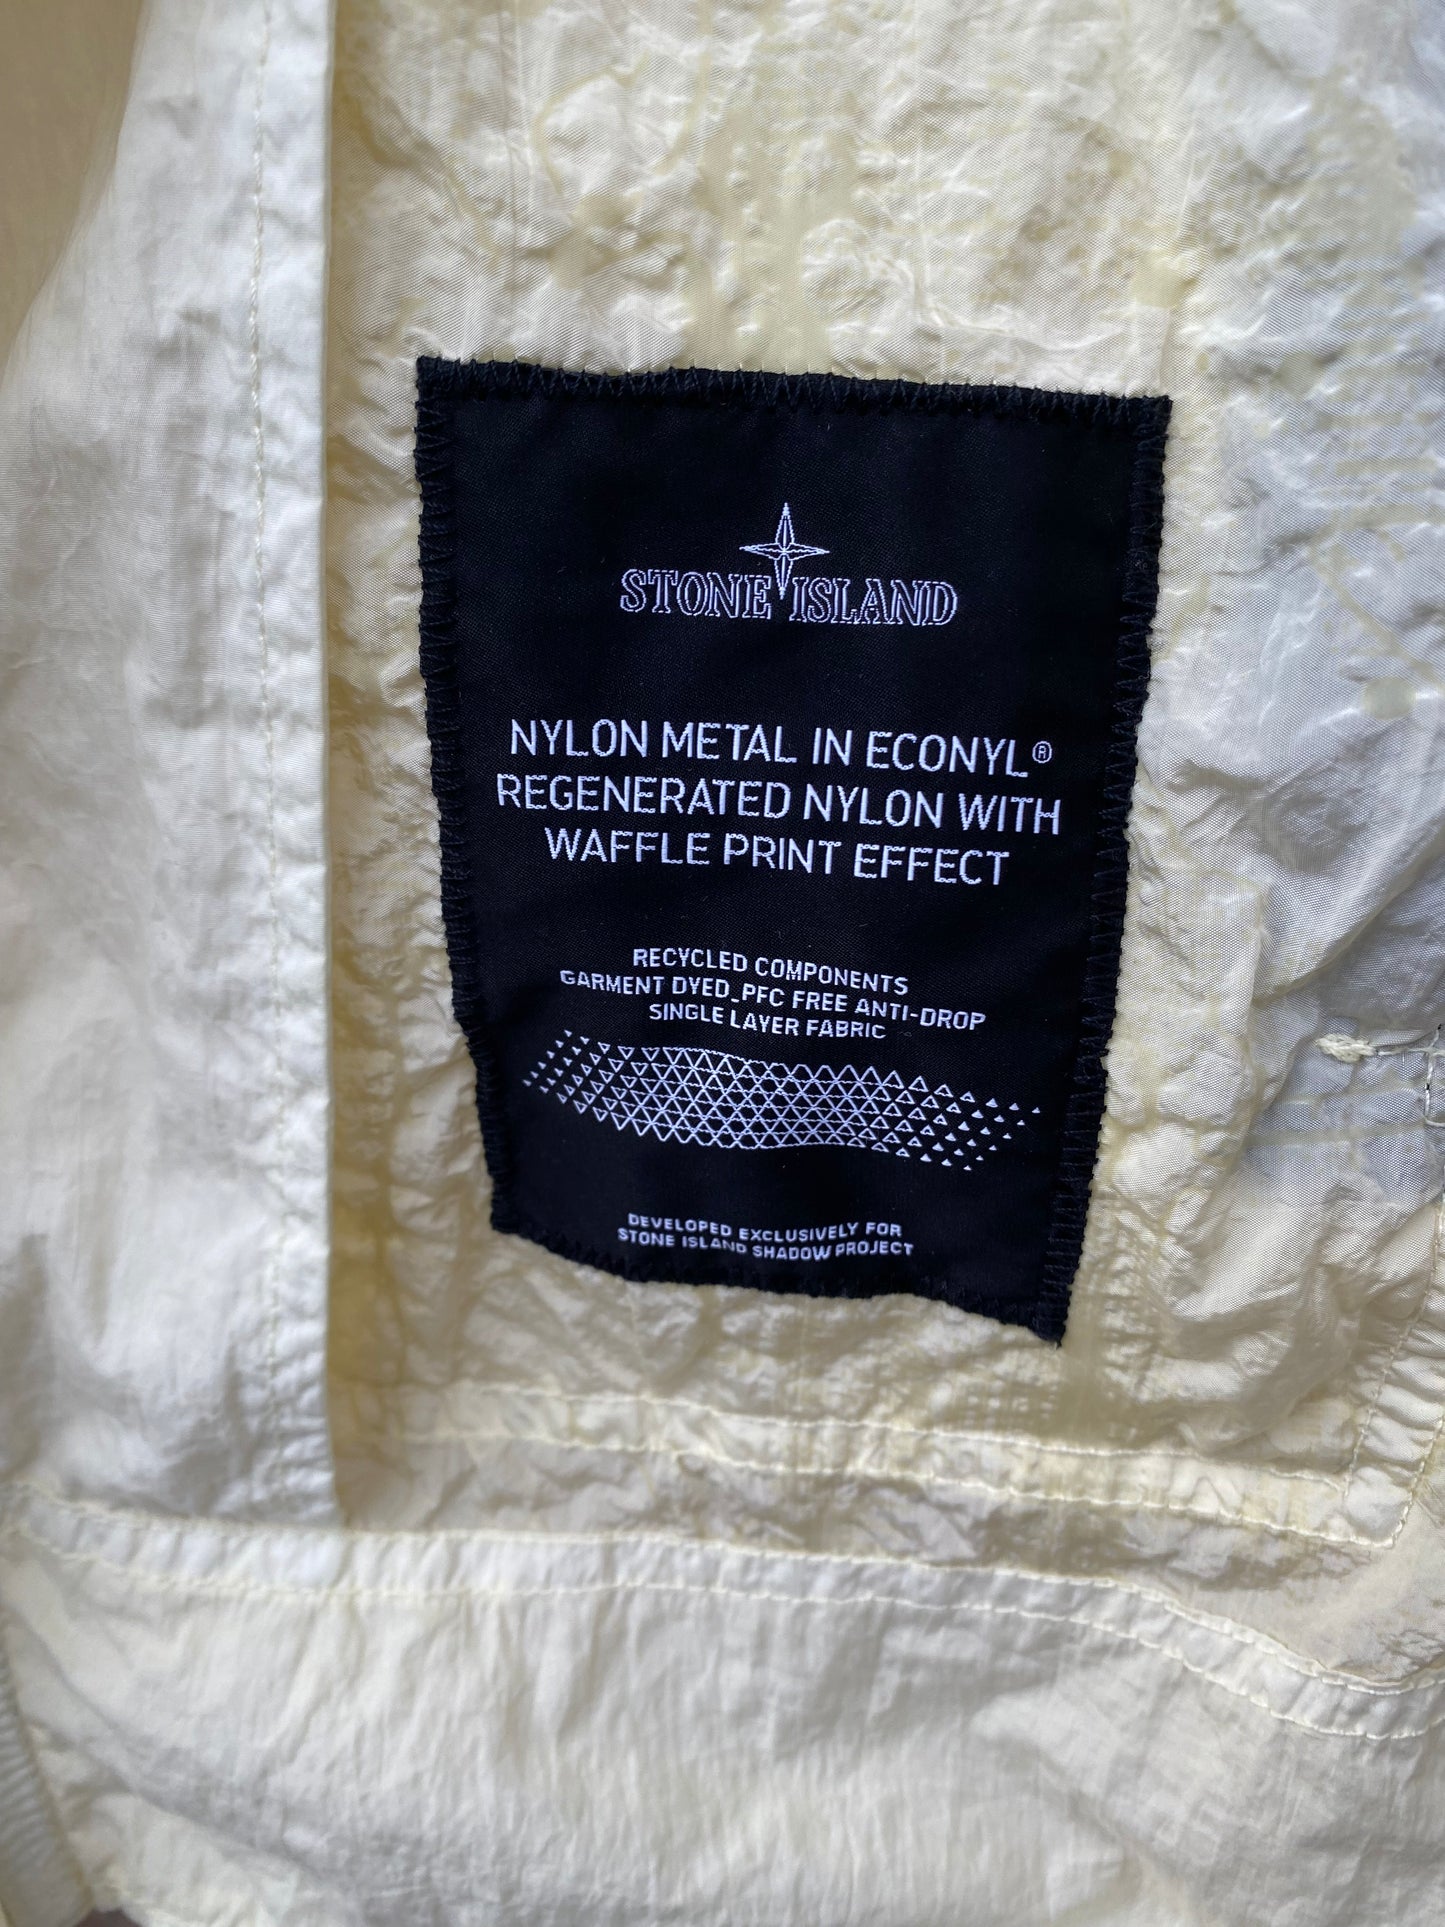 STONE ISLAND
NYLON METAL IN ECONYL®
REGENERATED NYLON WITH
WAFFLE PRINT EFFECT
RECYCLED COMPONENTS
GARMENT DYED_PFC FREE ANTI-DROP
SINGLE LAYER FABRIC
DEVELOPED EXCLUSIVELY FOR
STONE ISLAND SHADOW PROJECT